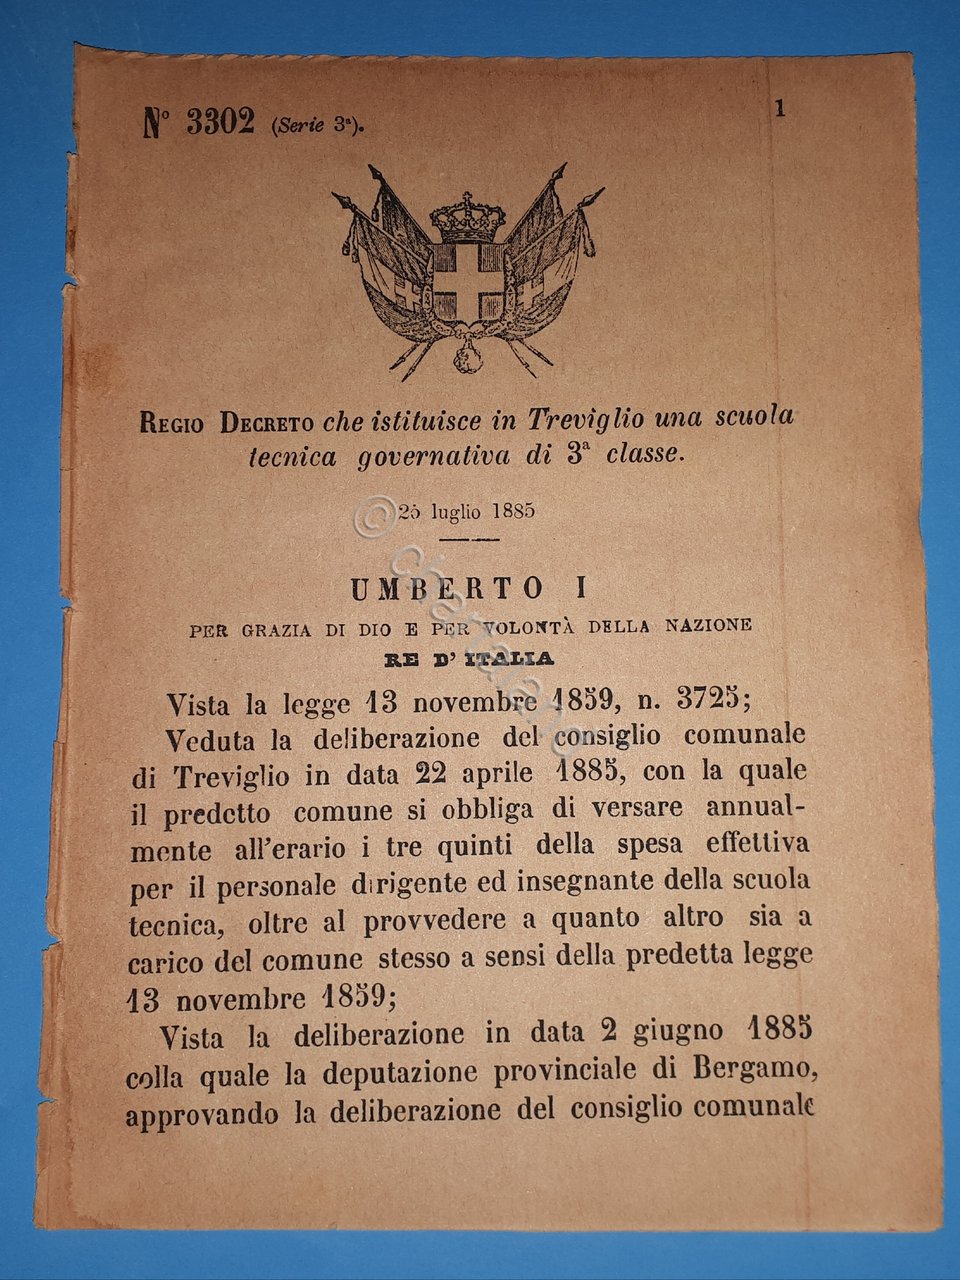 N° 3302 (Serie 3ª).
1
REGIO DECRETO che istituisce in Treviglio una scuola
tecnica governativa di 3ª classe.
25 luglio 1885
UMBERTO I
PER GRAZIA DI DIO E PER VOLONTÀ DELLA NAZIONE
RE D' ITALIA
Vista la legge 13 novembre 1859, n. 3725;
Veduta la deliberazione del consiglio comunale
di Treviglio in data 22 aprile 1885, con la quale
il predetto comune si obbliga di versare annual-
mente all'erario i tre quinti della spesa effettiva
per il personale dirigente ed insegnante della scuola
tecnica, oltre al provvedere a quanto altro sia a
carico del comune stesso a sensi della predetta legge
13 novembre 1859;
Vista la deliberazione in data 2 giugno 1885
colla quale la deputazione provinciale di Bergamo,
approvando la deliberazione del consiglio comunale